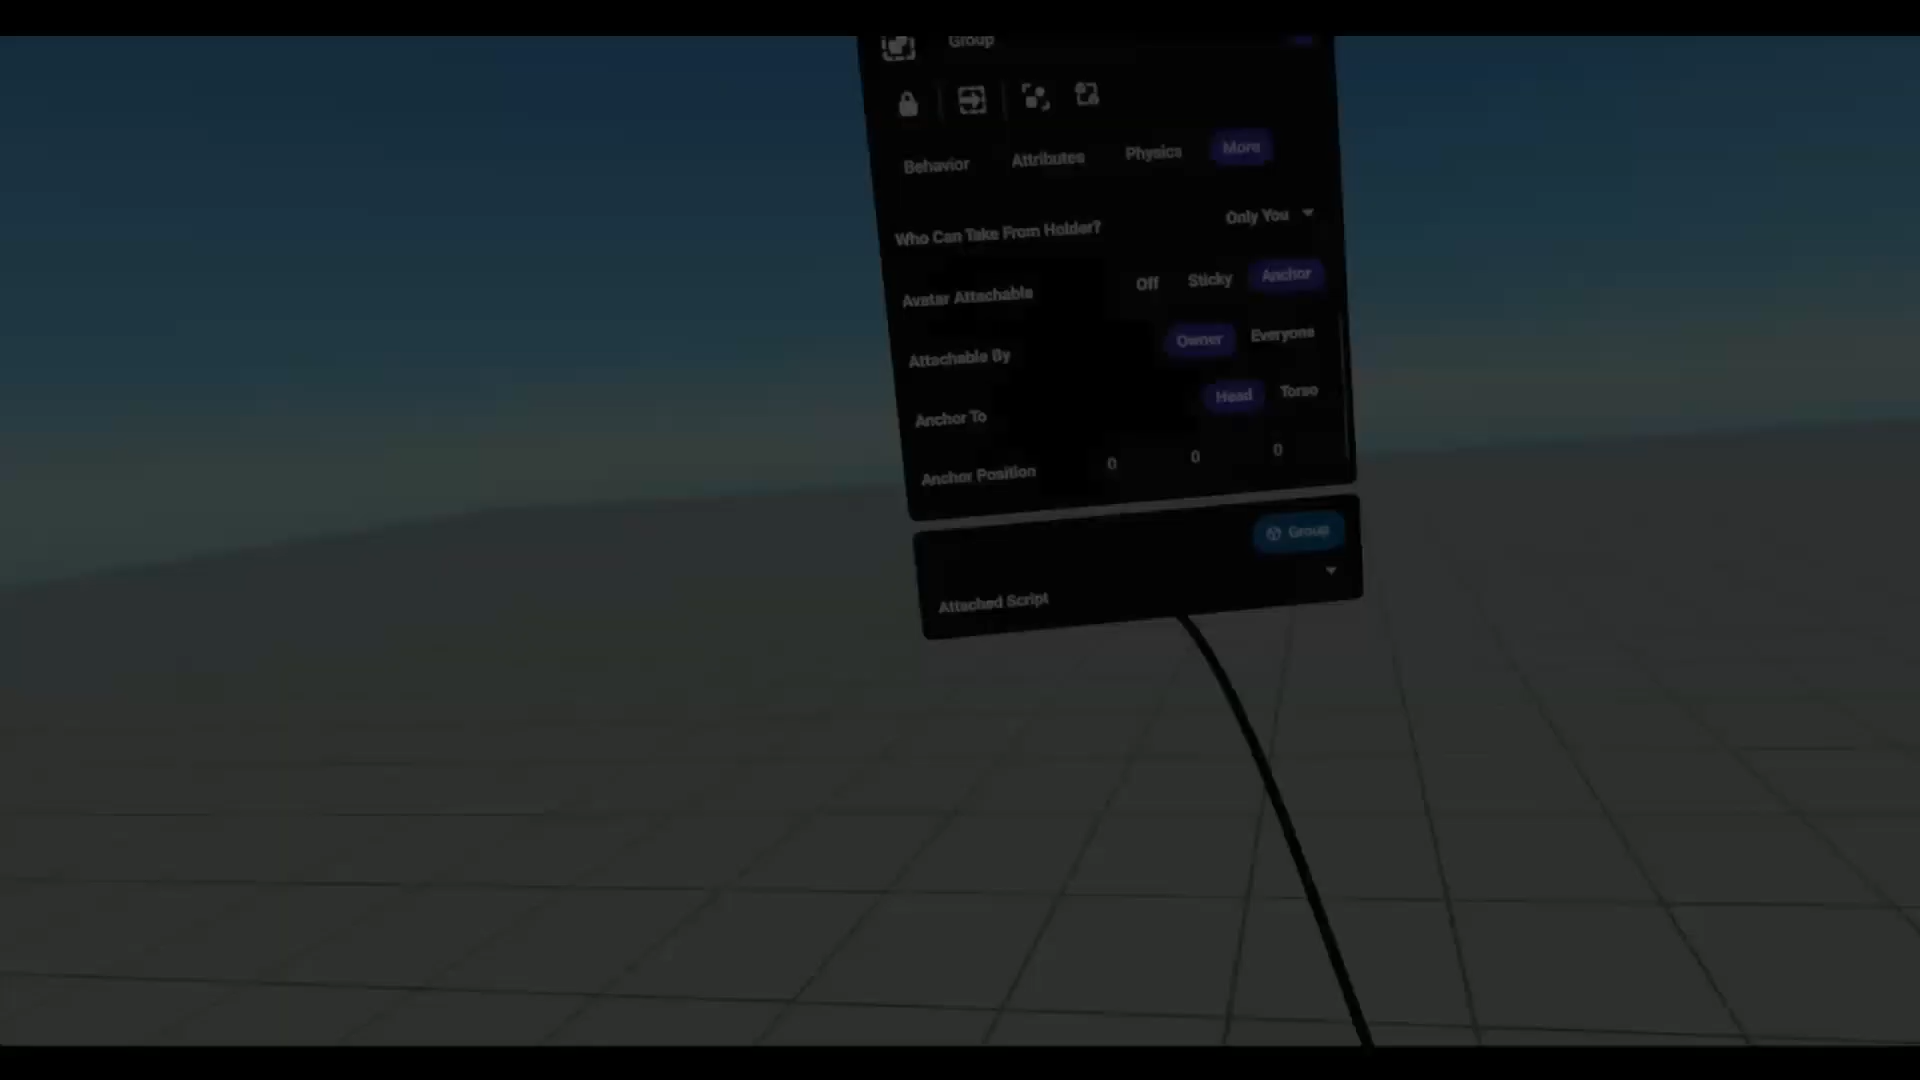 Group
Behavior Attributes Physics More
Who Can Take From Holder? Only You
Avatar Attachable Off Sticky Anchor
Attachable By Owner Everyone
Anchor To Head Torso
Anchor Position 0 0 0
Group
Attached Script